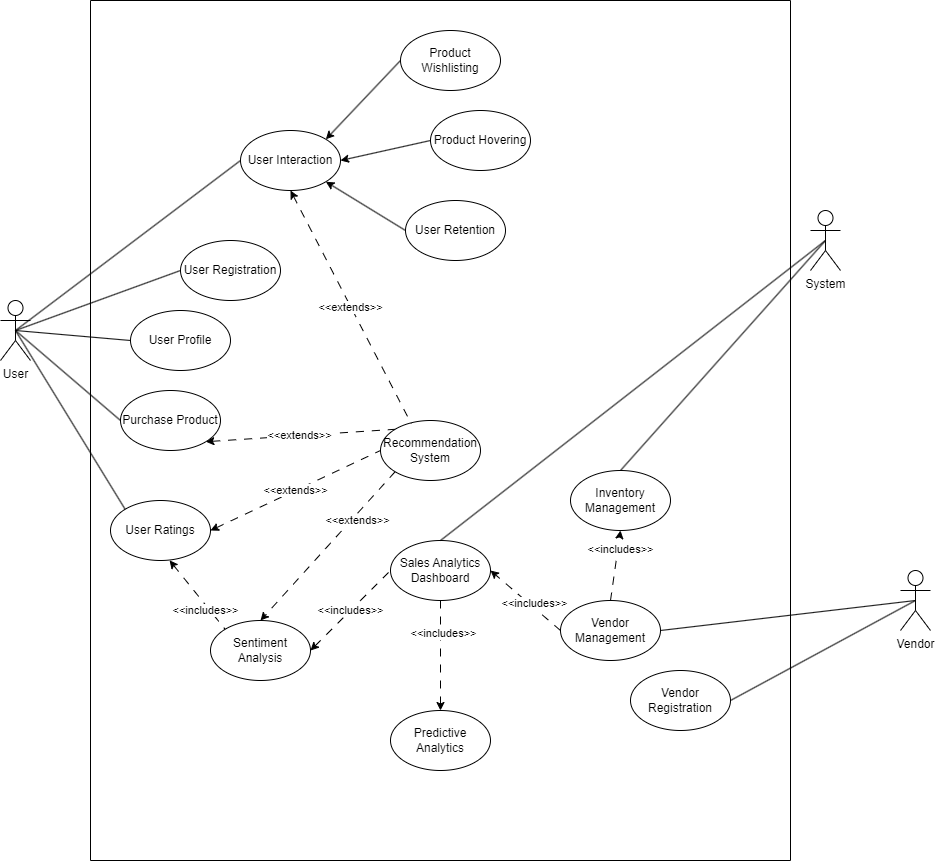 Product
Wishlisting
Product Hovering
User Interaction
User Retention
User Registration
System
<<extends>>
User Profile
User
Purchase Product
<<extends>>
Recommendation
System
<<extends>>
Inventory
Management
<<extends>>
User Ratings
<<includes>>
Sales Analytics
Dashboard
<<includes>>
<<includes>>
<<includes>>
<<includes>>
Vendor
Management
Vendor
Sentiment
Analysis
Vendor
Registration
Predictive
Analytics